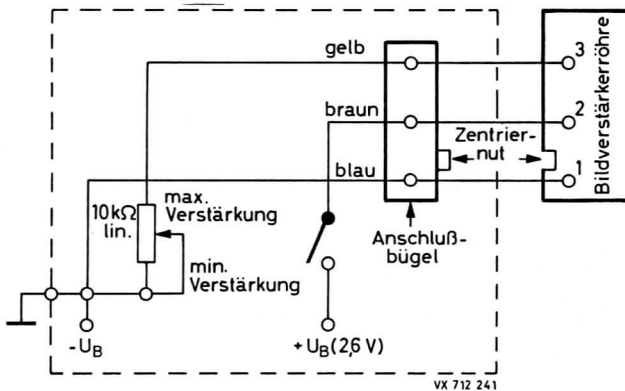 gelb
3
braun
2
Zentrier-
nut
blau
1
Bildverstärkerröhre
10kΩ
lin.
max.
Verstärkung
min.
Verstärkung
Anschluß-
bügel
-U_B
+U_B (2,6 V)
VX 712 241